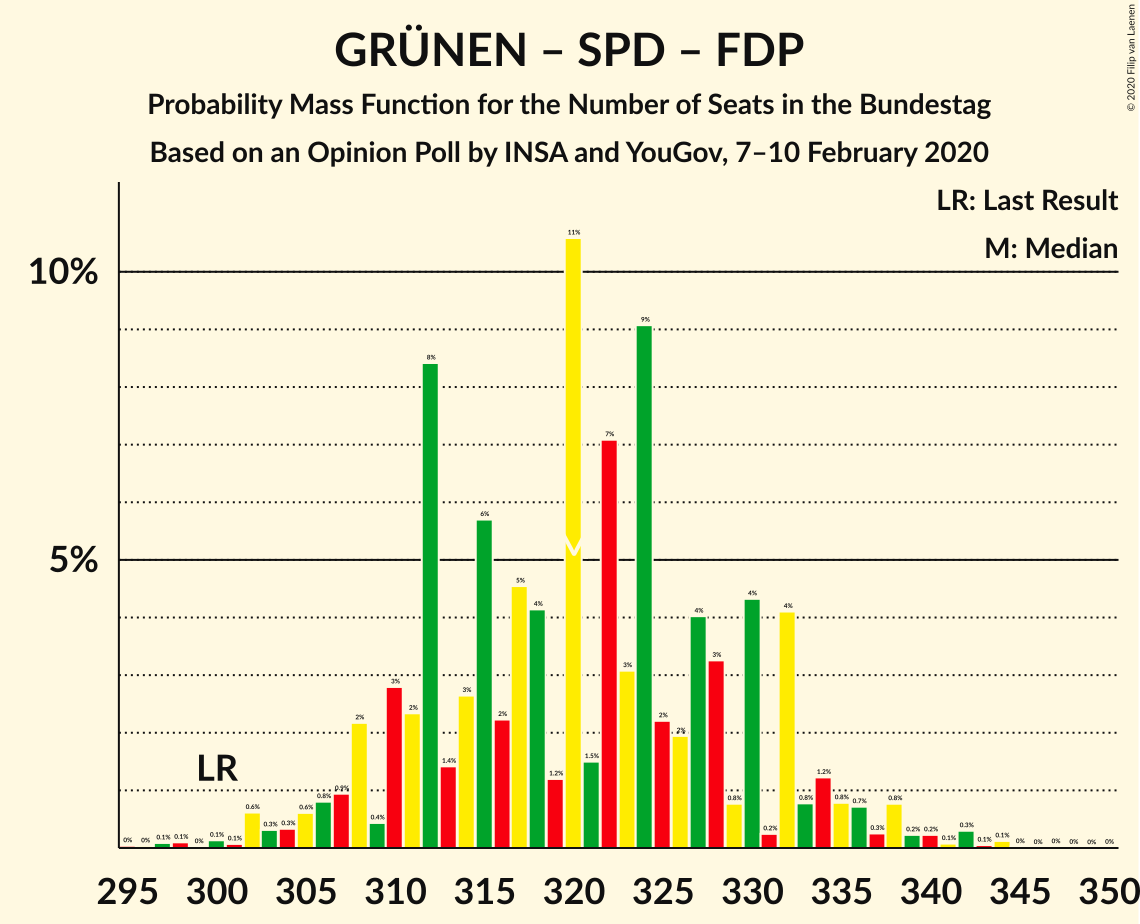 GRÜNEN – SPD – FDP
Probability Mass Function for the Number of Seats in the Bundestag
Based on an Opinion Poll by INSA and YouGov, 7–10 February 2020
© 2020 Filip van Laenen
LR: Last Result
M: Median
10%
5%
LR
M
0% 0% 0.1% 0.1% 0% 0.1% 0.1% 0.6% 0.3% 0.3% 0.6% 0.8% 0.9% 2% 0.4% 3% 2% 8% 1.4% 3% 6% 2% 5% 4% 1.2% 11% 1.5% 7% 3% 9% 2% 2% 4% 3% 0.8% 4% 0.2% 4% 0.8% 1.2% 0.8% 0.7% 0.3% 0.8% 0.2% 0.2% 0.1% 0.3% 0.1% 0.1% 0% 0% 0% 0% 0% 0%
295 300 305 310 315 320 325 330 335 340 345 350